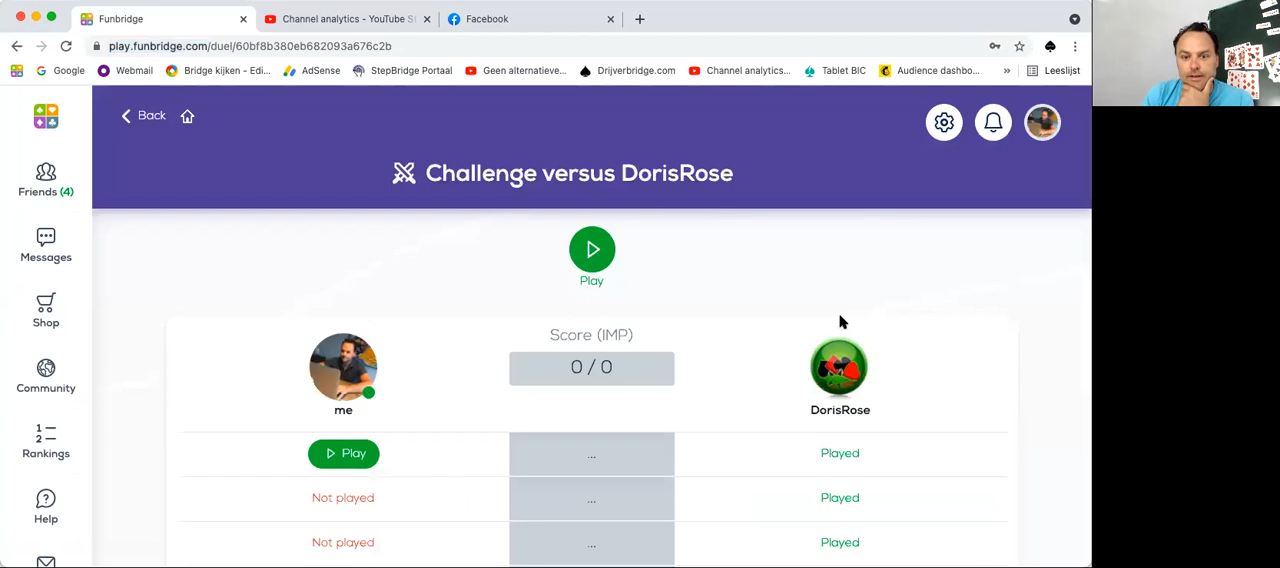 Funbridge
Channel analytics - YouTube S
Facebook
play.funbridge.com/duel/60bf8b380eb682093a676c2b
Google
Webmail
Bridge kijken - Edi...
AdSense
StepBridge Portaal
Geen alternatieve...
Drijverbridge.com
Channel analytics...
Tablet BIC
Audience dashbo...
»
Leeslijst
Back
Challenge versus DorisRose
Friends (4)
Messages
Shop
Community
Rankings
Help
Play
Score (IMP)
0 / 0
me
DorisRose
Play
...
Played
Not played
...
Played
Not played
...
Played